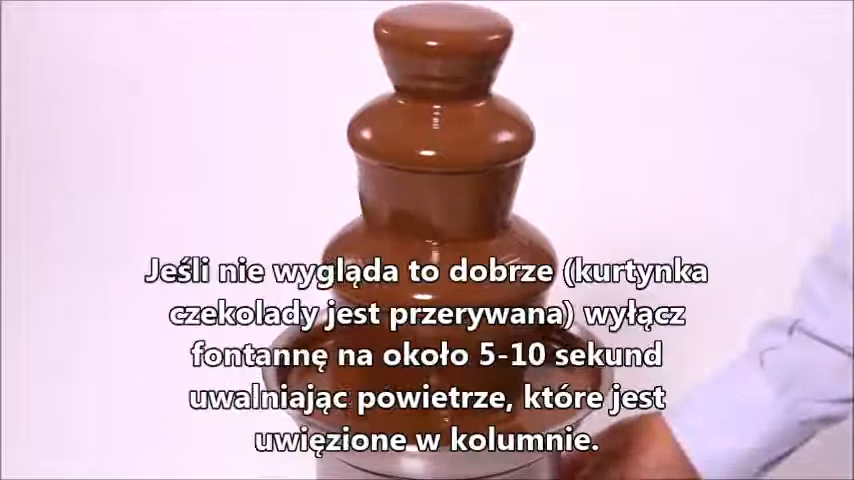 Jeśli nie wygląda to dobrze (kurtynka
czekolady jest przerywana) wyłącz
fontannę na około 5-10 sekund
uwalniając powietrze, które jest
uwięzione w kolumnie.